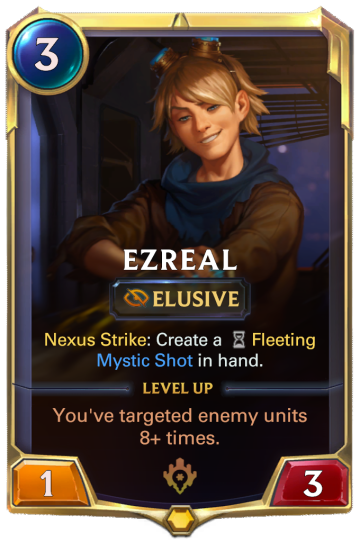 3
EZREAL
ELUSIVE
Nexus Strike: Create a Fleeting
Mystic Shot in hand.
LEVEL UP
You've targeted enemy units
8+ times.
1
3